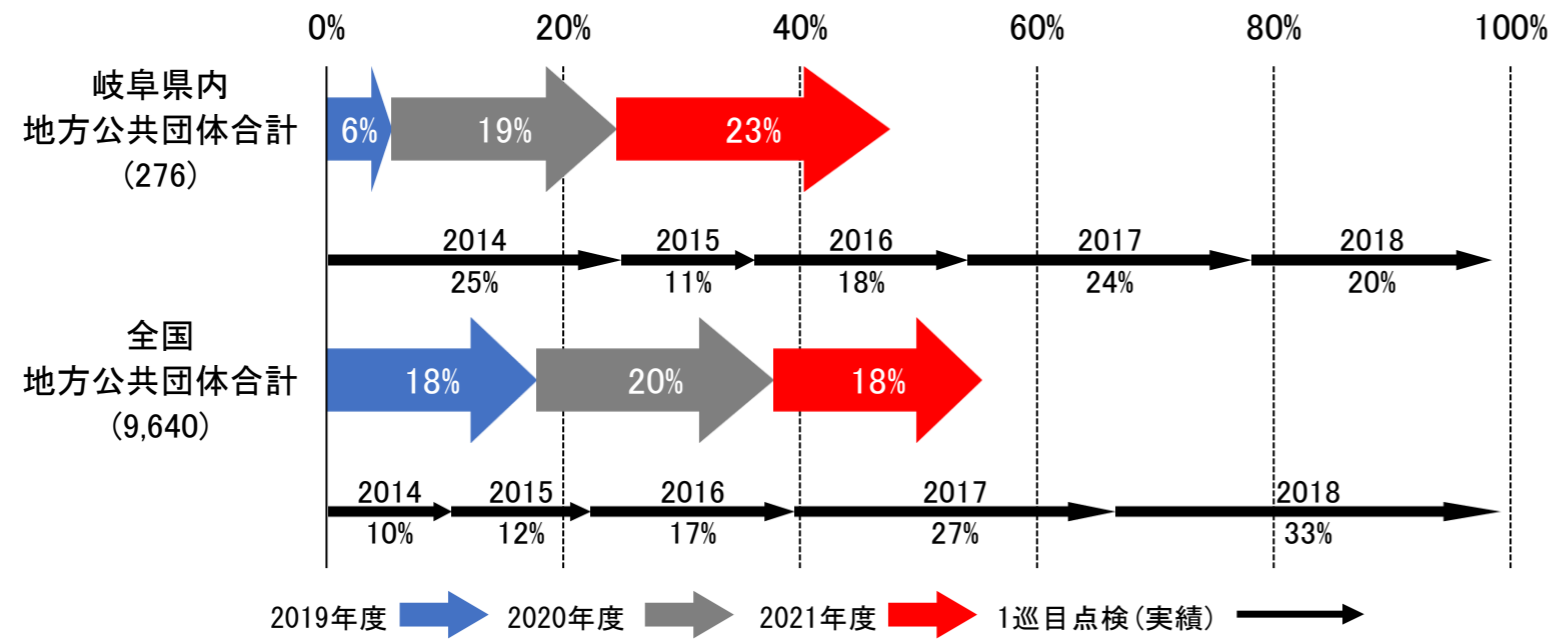 0% 20% 40% 60% 80% 100%
岐阜県内
地方公共団体合計
(276)
6% 19% 23%
2014 2015 2016 2017 2018
25% 11% 18% 24% 20%
全国
地方公共団体合計
(9,640)
18% 20% 18%
2014 2015 2016 2017 2018
10% 12% 17% 27% 33%
2019年度 2020年度 2021年度 1巡目点検(実績)